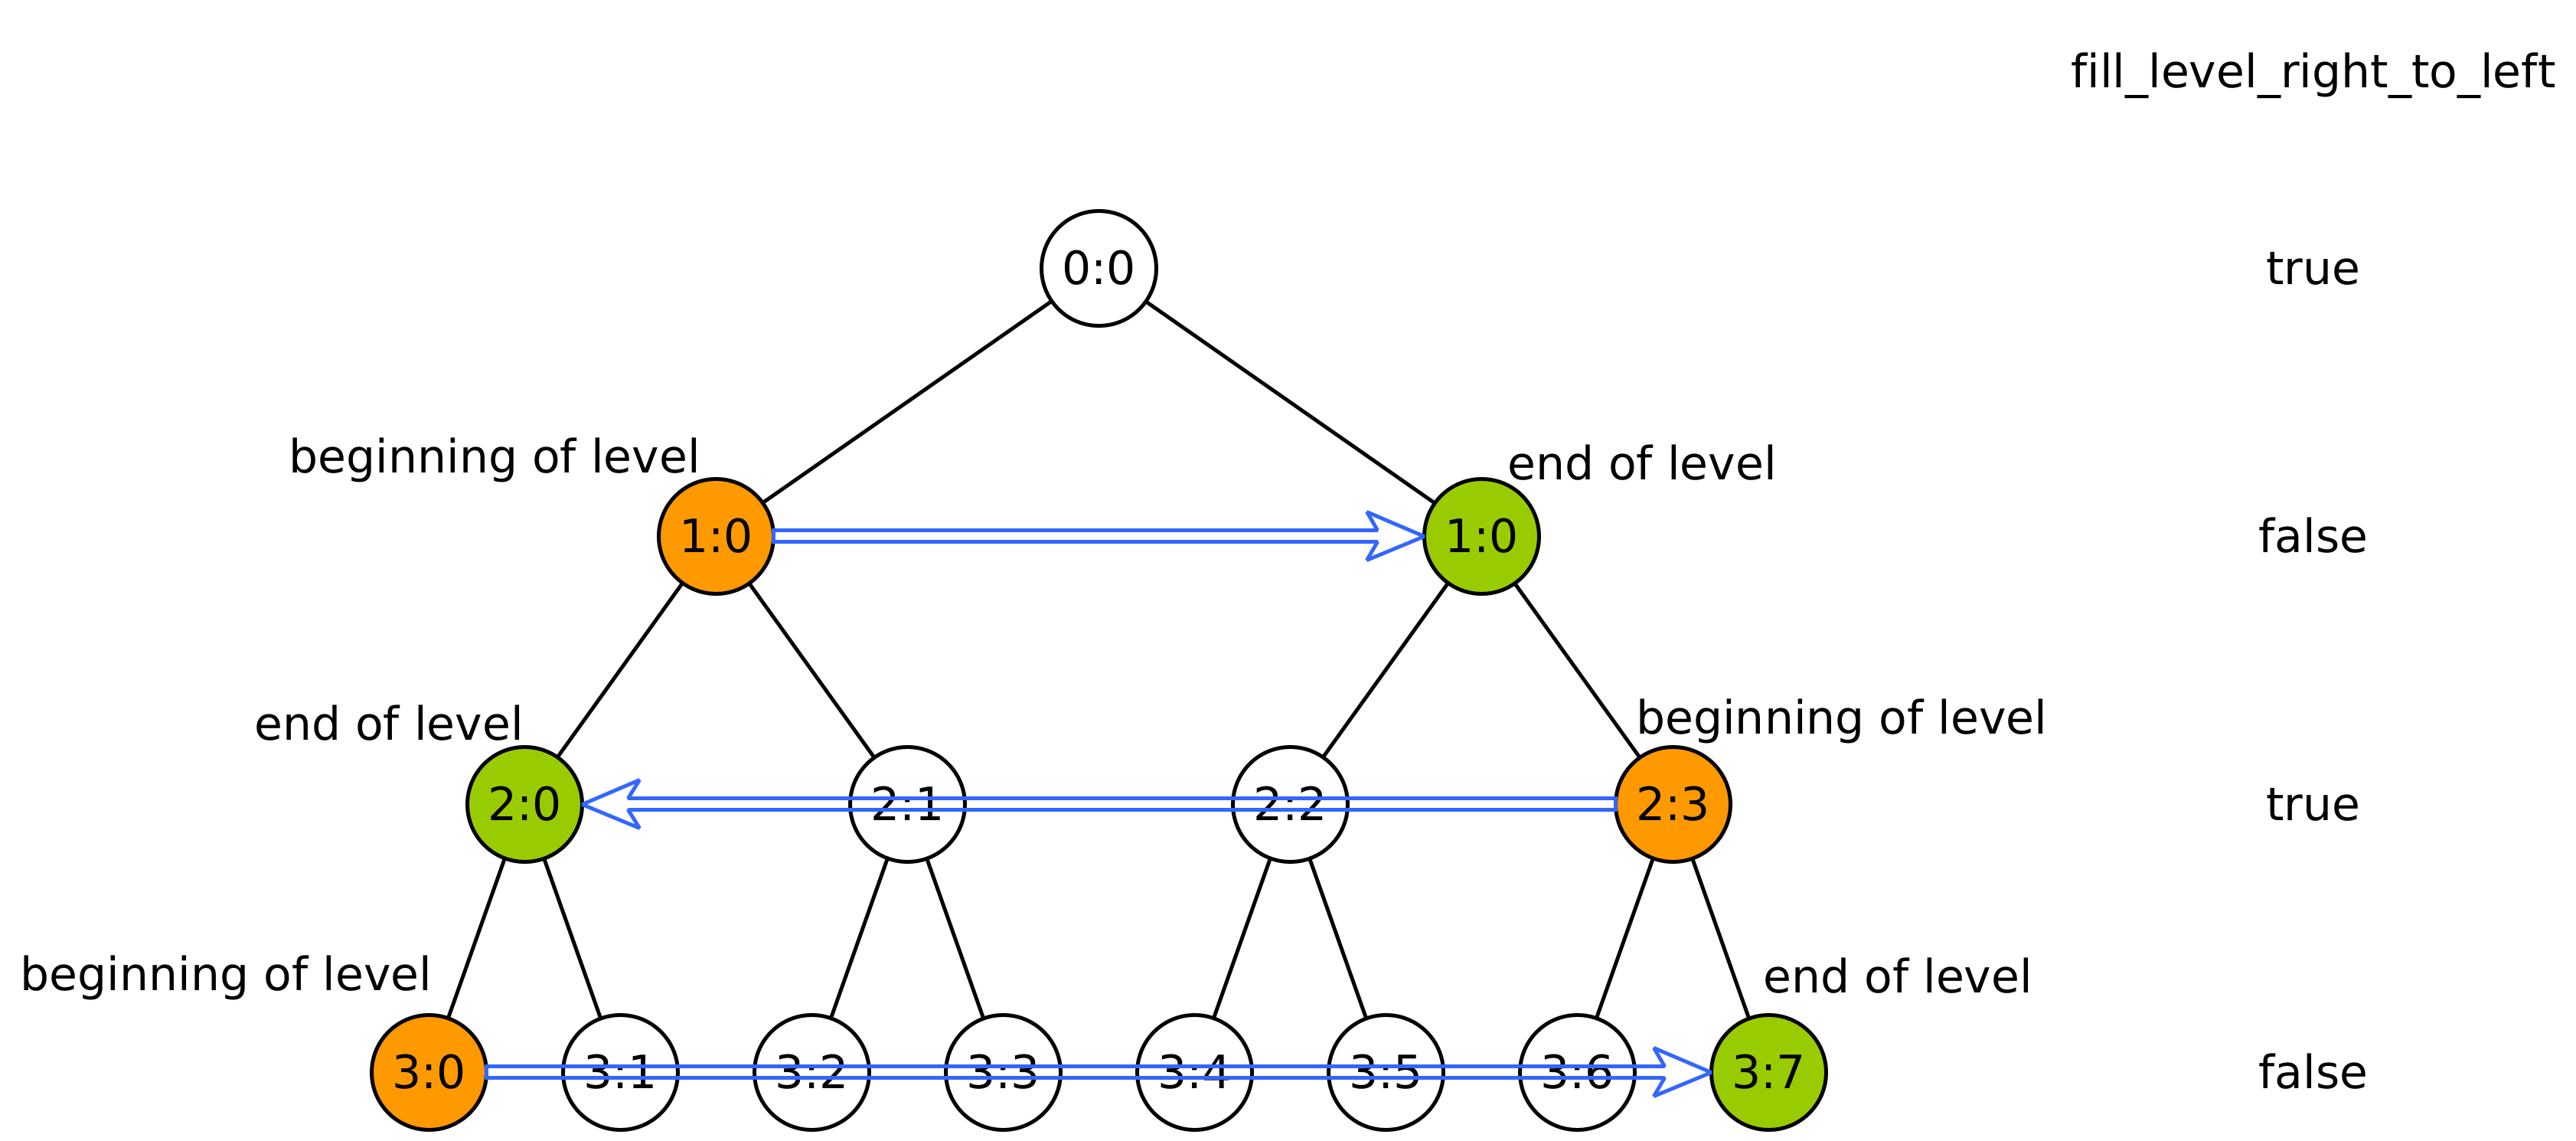 fill_level_right_to_left
0:0
true
beginning of level
end of level
1:0
1:0
false
end of level
beginning of level
2:0
2:1
2:2
2:3
true
beginning of level
end of level
3:0
3:1
3:2
3:3
3:4
3:5
3:6
3:7
false